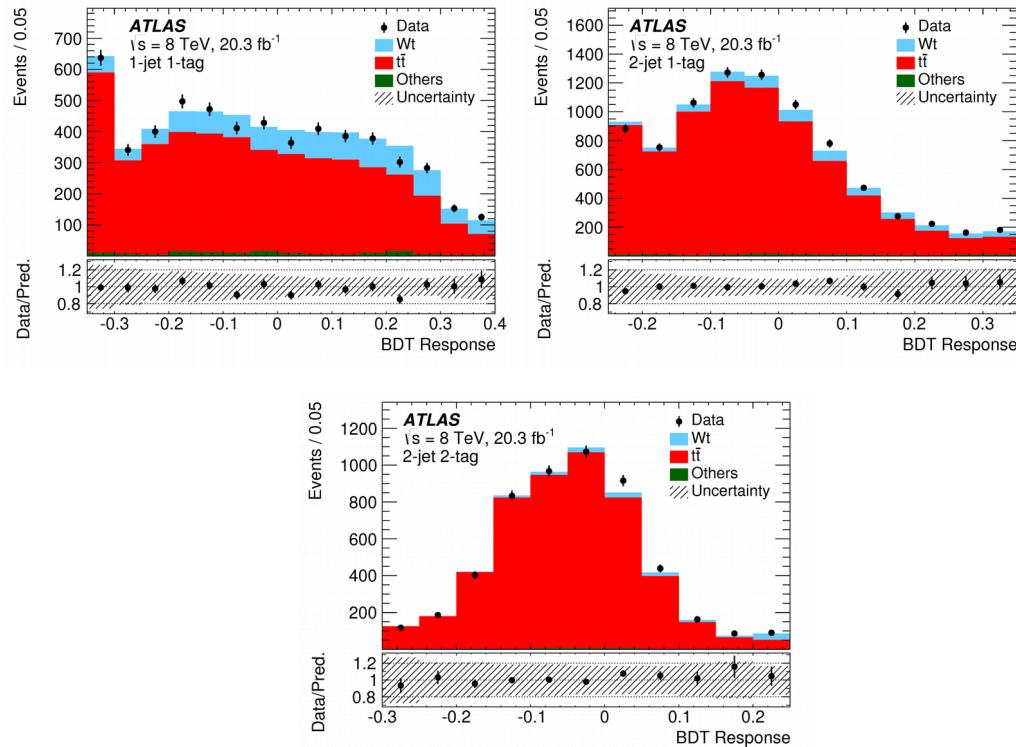 Events / 0.05
700
600
500
400
300
200
100
ATLAS
√s = 8 TeV, 20.3 fb⁻¹
1-jet 1-tag
Data
Wt
tt̄
Others
Uncertainty
Data/Pred.
1.2
1
0.8
-0.3 -0.2 -0.1 0 0.1 0.2 0.3 0.4
BDT Response
Events / 0.05
1600
1400
1200
1000
800
600
400
200
ATLAS
√s = 8 TeV, 20.3 fb⁻¹
2-jet 1-tag
Data
Wt
tt̄
Others
Uncertainty
Data/Pred.
1.2
1
0.8
-0.2 -0.1 0 0.1 0.2 0.3
BDT Response
Events / 0.05
1200
1000
800
600
400
200
ATLAS
√s = 8 TeV, 20.3 fb⁻¹
2-jet 2-tag
Data
Wt
tt̄
Others
Uncertainty
Data/Pred.
1.2
1
0.8
-0.3 -0.2 -0.1 0 0.1 0.2
BDT Response